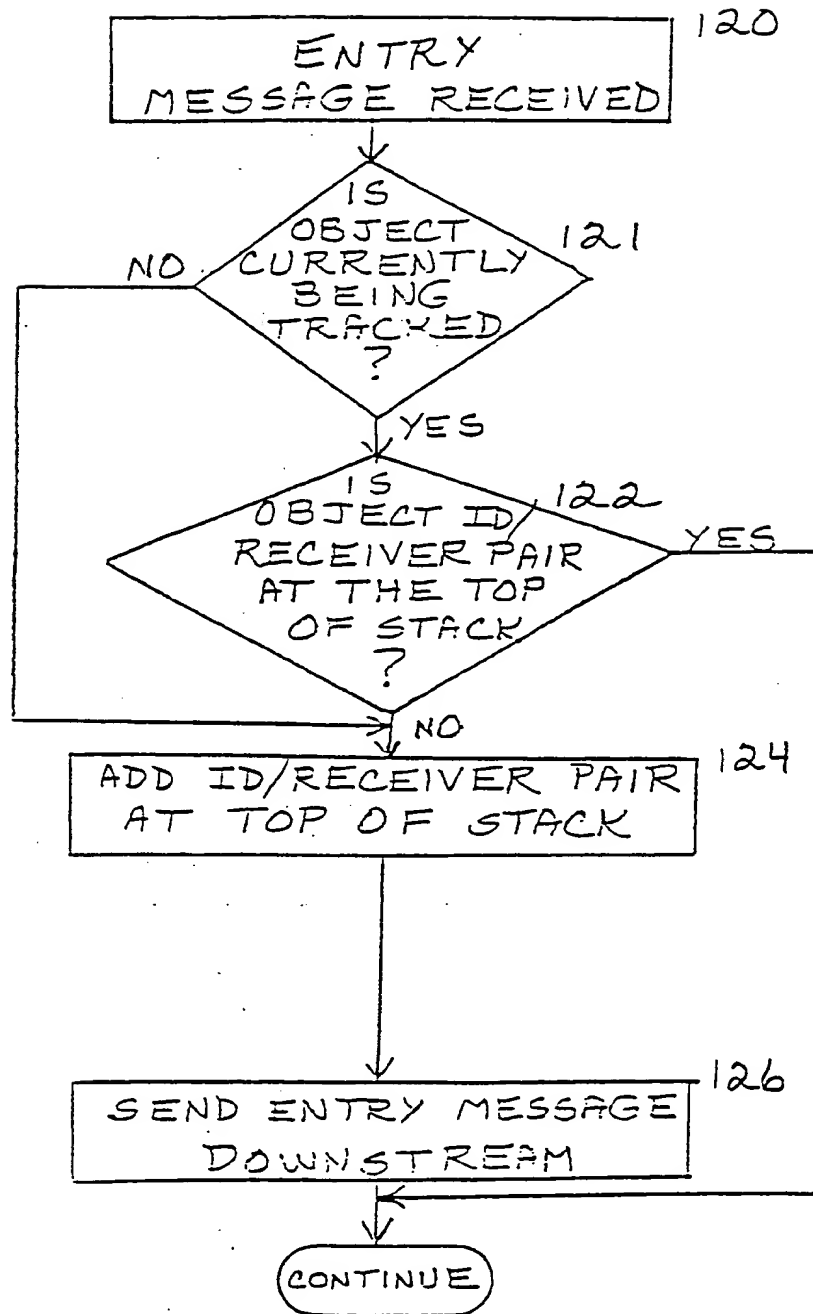 120
ENTRY
MESSAGE RECEIVED
IS
OBJECT
CURRENTLY
BEING
TRACKED
?
121
NO
YES
IS
OBJECT ID
RECEIVER PAIR
AT THE TOP
OF STACK
?
122
YES
NO
ADD ID/RECEIVER PAIR
AT TOP OF STACK
124
126
SEND ENTRY MESSAGE
DOWNSTREAM
CONTINUE